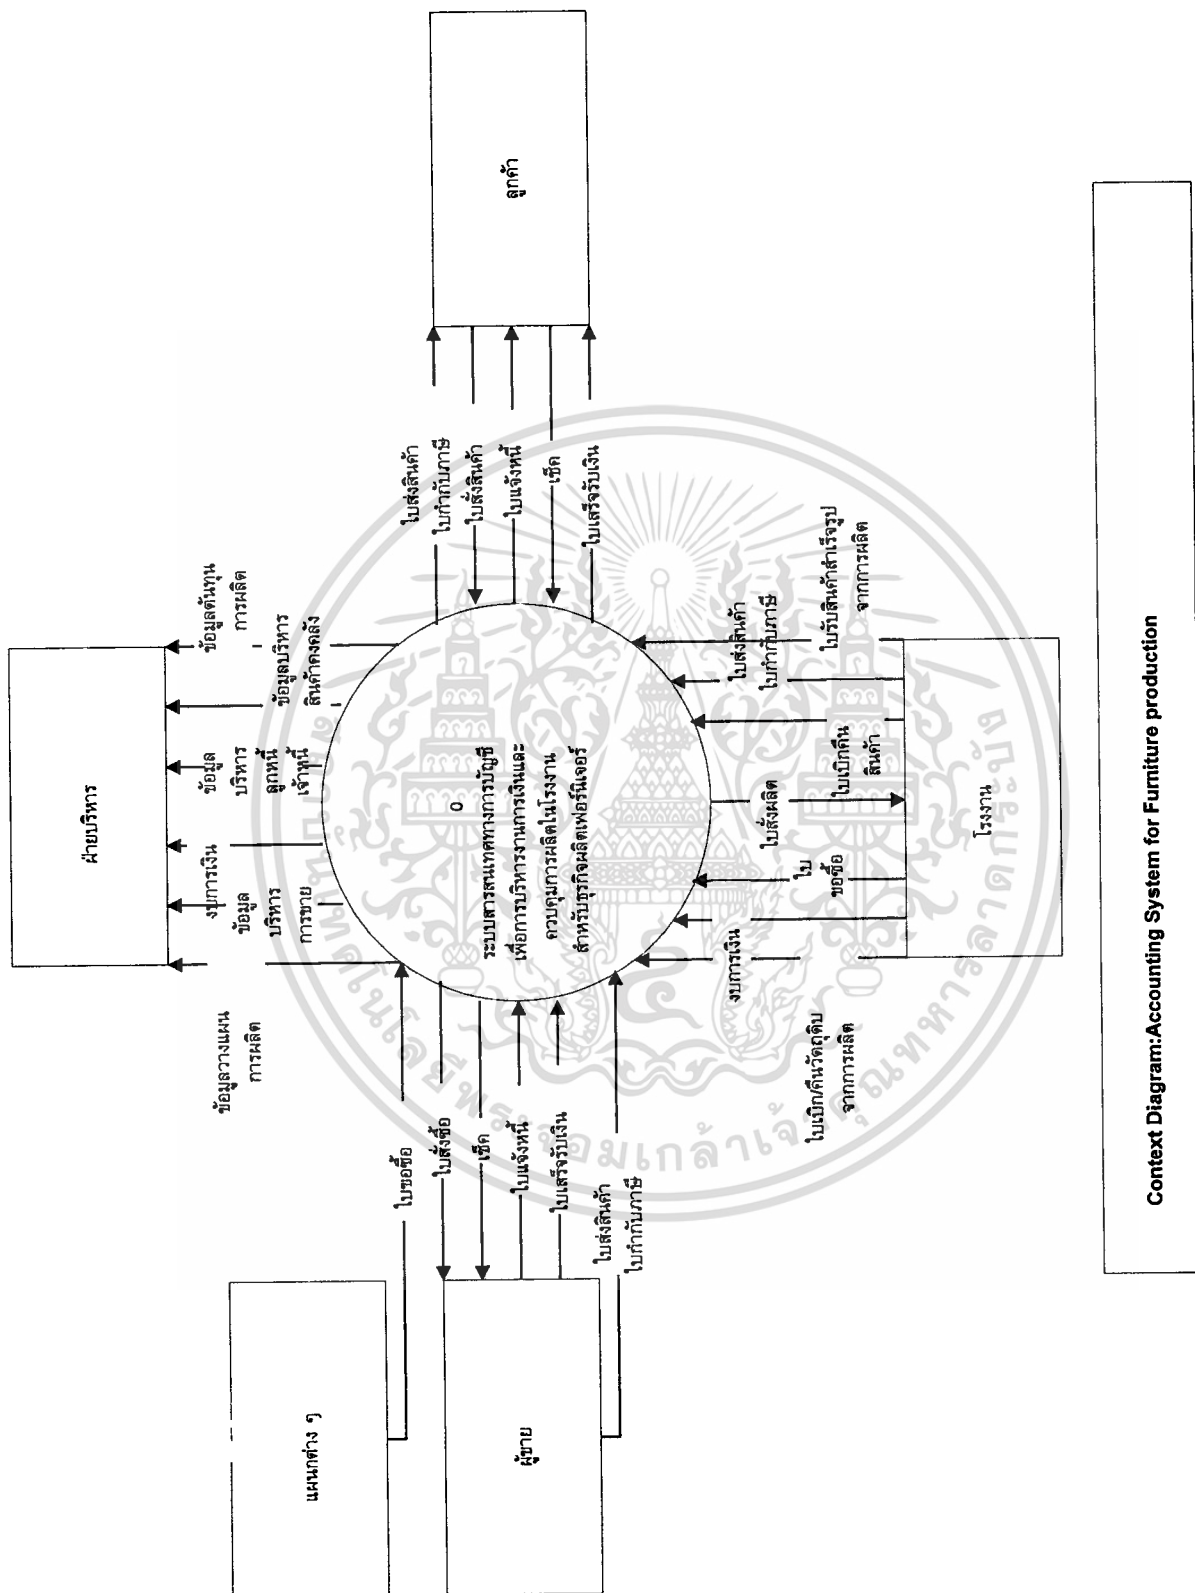 ฝ่ายบริหาร
ข้อมูลวางแผน
การผลิต
ข้อมูล
บริหาร
การขาย
งบการเงิน
ข้อมูล
บริหาร
ลูกหนี้
เจ้าหนี้
ข้อมูลบริหาร
สินค้าคงคลัง
ข้อมูลต้นทุน
การผลิต
แผนกต่าง ๆ
ใบขอซื้อ
ผู้ขาย
ใบสั่งซื้อ
เช็ค
ใบแจ้งหนี้
ใบเสร็จรับเงิน
ใบส่งสินค้า
ใบกำกับภาษี
0
ระบบสารสนเทศทางการบัญชี
เพื่อการบริหารงานการเงินและ
ควบคุมการผลิตในโรงงาน
สำหรับธุรกิจผลิตเฟอร์นิเจอร์
ใบส่งสินค้า
ใบกำกับภาษี
ใบสั่งสินค้า
ใบแจ้งหนี้
เช็ค
ใบเสร็จรับเงิน
ลูกค้า
ใบเบิก/คืนวัตถุดิบ
จากการผลิต
งบการเงิน
ใบ
ขอซื้อ
ใบสั่งผลิต
ใบเบิกคืน
สินค้า
ใบส่งสินค้า
ใบกำกับภาษี
ใบรับสินค้าสำเร็จรูป
จากการผลิต
โรงงาน
Context Diagram:Accounting System for Furniture production